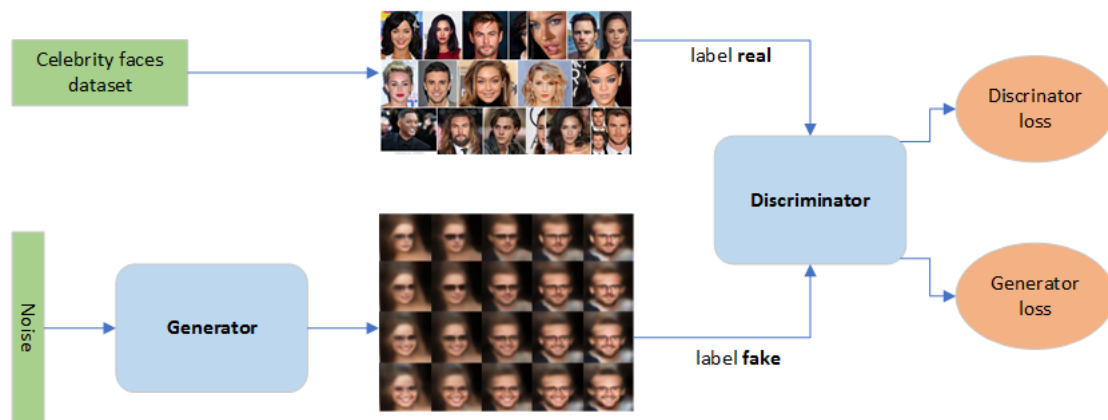 Celebrity faces
dataset
label real
Discrinator
loss
Discriminator
Noise
Generator
label fake
Generator
loss